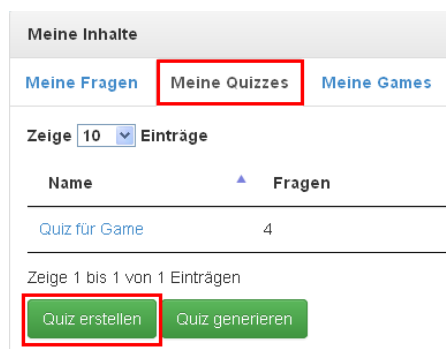 Meine Inhalte
Meine Fragen Meine Quizzes Meine Games
Zeige 10 Einträge
Name Fragen
Quiz für Game 4
Zeige 1 bis 1 von 1 Einträgen
Quiz erstellen Quiz generieren